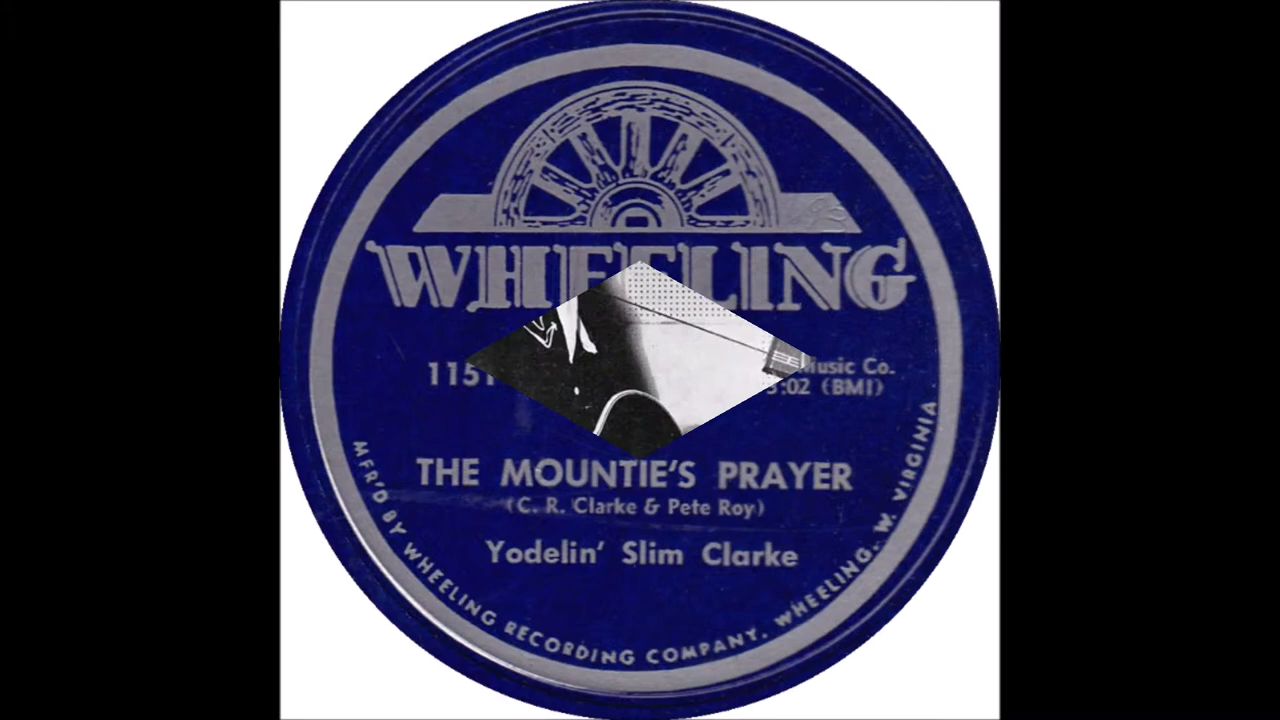 WHEELING
Music Co.
3:02 (BMI)
THE MOUNTIE'S PRAYER
(C. R. Clarke & Pete Roy)
Yodelin' Slim Clarke
MFR'D BY WHEELING RECORDING COMPANY, WHEELING, W. VIRGINIA